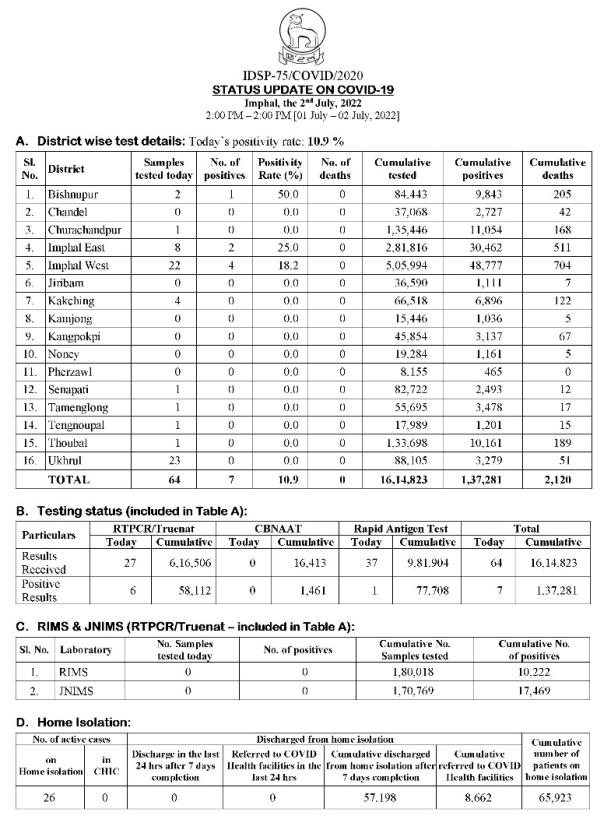 IDSP-75/COVID/2020
STATUS UPDATE ON COVID-19
Imphal, the 2nd July, 2022
2:00 PM – 2:00 PM [01 July – 02 July, 2022]
A. District wise test details: Today's positivity rate: 10.9 %
Sl. No. District Samples tested today No. of positives Positivity Rate (%) No. of deaths Cumulative tested Cumulative positives Cumulative deaths
1. Bishnupur 2 1 50.0 0 84,443 9,843 205
2. Chandel 0 0 0.0 0 37,068 2,727 42
3. Churachandpur 1 0 0.0 0 1,35,446 11,054 168
4. Imphal East 8 2 25.0 0 2,81,816 30,462 511
5. Imphal West 22 4 18.2 0 5,05,994 48,777 704
6. Jiribam 0 0 0.0 0 36,590 1,111 7
7. Kakching 4 0 0.0 0 66,518 6,896 122
8. Kamjong 0 0 0.0 0 15,446 1,036 5
9. Kangpokpi 0 0 0.0 0 45,854 3,137 67
10. Noney 0 0 0.0 0 19,284 1,161 5
11. Pherzawl 0 0 0.0 0 8,155 465 0
12. Senapati 1 0 0.0 0 82,722 2,493 12
13. Tamenglong 1 0 0.0 0 55,695 3,478 17
14. Tengnoupal 1 0 0.0 0 17,989 1,201 15
15. Thoubal 1 0 0.0 0 1,33,698 10,161 189
16. Ukhrul 23 0 0.0 0 88,105 3,279 51
TOTAL 64 7 10.9 0 16,14,823 1,37,281 2,120
B. Testing status (included in Table A):
Particulars RTPCR/Truenat CBNAAT Rapid Antigen Test Total
Today Cumulative Today Cumulative Today Cumulative Today Cumulative
Results Received 27 6,16,506 0 16,413 37 9,81,904 64 16,14,823
Positive Results 6 58,112 0 1,461 1 77,708 7 1,37,281
C. RIMS & JNIMS (RTPCR/Truenat – included in Table A):
Sl. No. Laboratory No. Samples tested today No. of positives Cumulative No. Samples tested Cumulative No. of positives
1. RIMS 0 0 1,80,018 10,222
2. JNIMS 0 0 1,70,769 17,469
D. Home Isolation:
No. of active cases Discharged from home isolation Cumulative number of patients on home isolation
on Home isolation in CHIC Discharge in the last 24 hrs after 7 days completion Referred to COVID Health facilities in the last 24 hrs Cumulative discharged from home isolation after 7 days completion Cumulative referred to COVID Health facilities
26 0 0 0 57,198 8,662 65,923